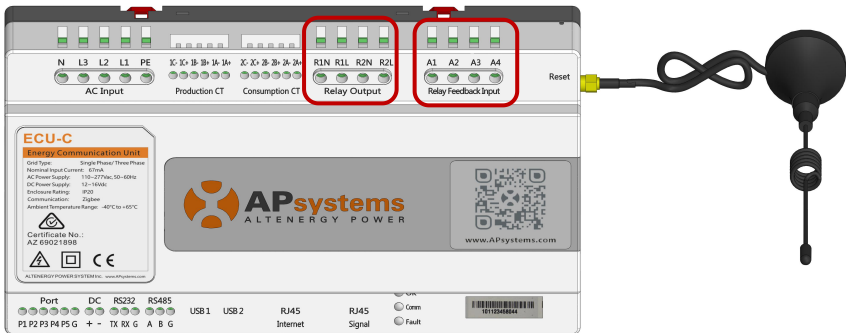 N L3 L2 L1 PE
AC Input
1C- 1C+ 1B- 1B+ 1A- 1A+
Production CT
2C- 2C+ 2B- 2B+ 2A- 2A+
Consumption CT
R1N R1L R2N R2L
Relay Output
A1 A2 A3 A4
Relay Feedback Input
Reset
ECU-C
Energy Communication Unit
Grid Type: Single Phase/ Three Phase
Nominal Input Current: 67mA
AC Power Supply: 110~277Vac, 50~60Hz
DC Power Supply: 12~16Vdc
Enclosure Rating: IP20
Communication: Zigbee
Ambient Temperature Range: -40°C to +65°C
Certificate No.:
AZ 69021898
CE
ALTENERGY POWER SYSTEM Inc. www.APsystems.com
APsystems
ALTENERGY POWER
www.APsystems.com
Port DC RS232 RS485
P1 P2 P3 P4 P5 G + - TX RX G A B G
USB 1 USB 2
RJ45
Internet
RJ45
Signal
OK
Comm
Fault
101123458044